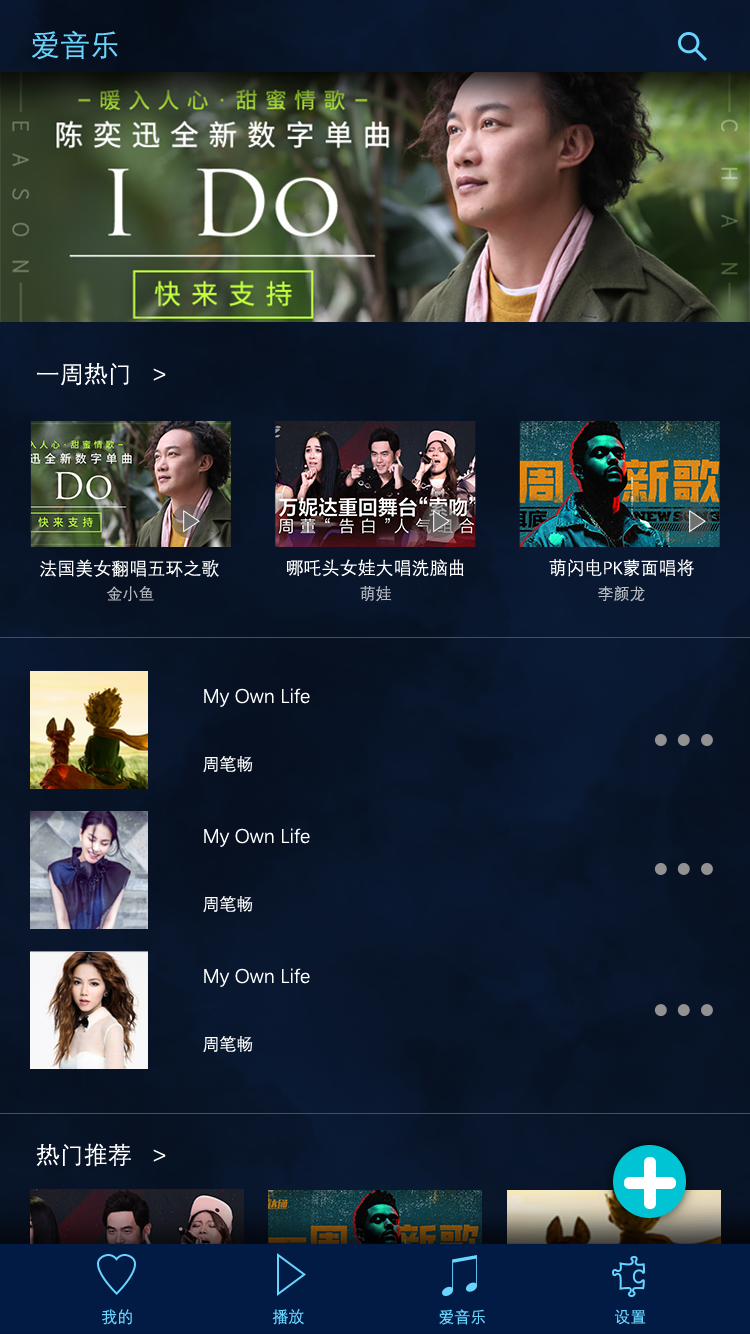 爱音乐
－暖入人心·甜蜜情歌－
陈奕迅全新数字单曲
I DO
快来支持
EASON
CHAN
一周热门 >
人人心·甜蜜情歌－
迅全新数字单曲
DO
快来支持
万妮达重回舞台“索吻”
周董“告白”人气
合
周 新歌
NEWSONGS
法国美女翻唱五环之歌
哪吒头女娃大唱洗脑曲
萌闪电PK蒙面唱将
金小鱼
萌娃
李颜龙
My Own Life
周笔畅
My Own Life
周笔畅
My Own Life
周笔畅
热门推荐 >
一周 新歌
我的
播放
爱音乐
设置